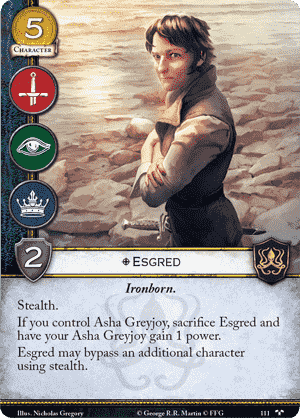 5
CHARACTER
2
ESGRED
Ironborn.
Stealth.
If you control Asha Greyjoy, sacrifice Esgred and
have your Asha Greyjoy gain 1 power.
Esgred may bypass an additional character
using stealth.
Illus. Nicholas Gregory © George R.R. Martin © FFG 111